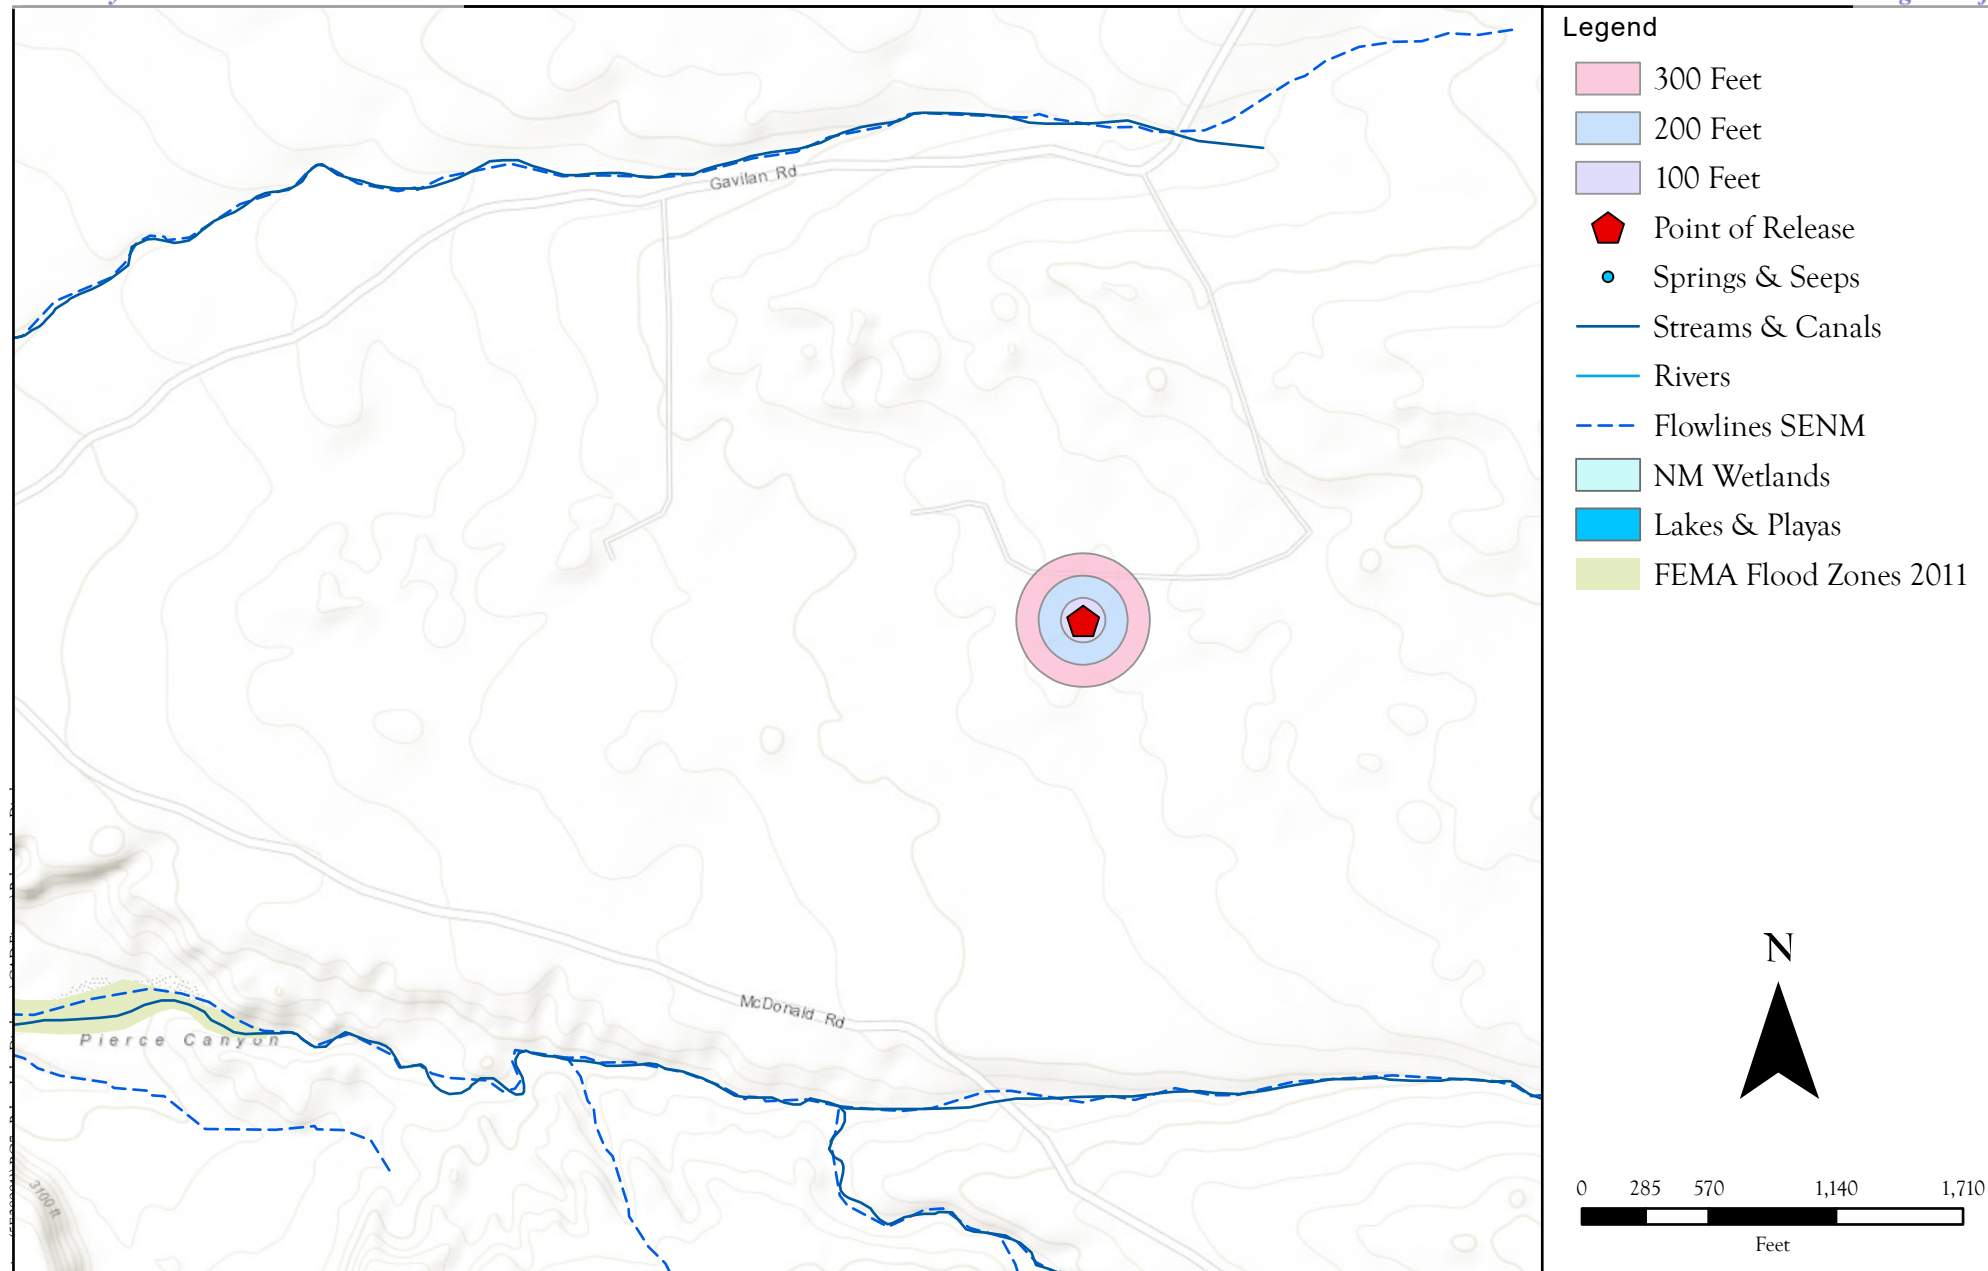 Legend
300 Feet
200 Feet
100 Feet
Point of Release
Springs & Seeps
Streams & Canals
Rivers
Flowlines SENM
NM Wetlands
Lakes & Playas
FEMA Flood Zones 2011
Gavilan Rd
McDonald Rd
Pierce Canyon
3100 ft
N
0 285 570 1,140 1,710
Feet